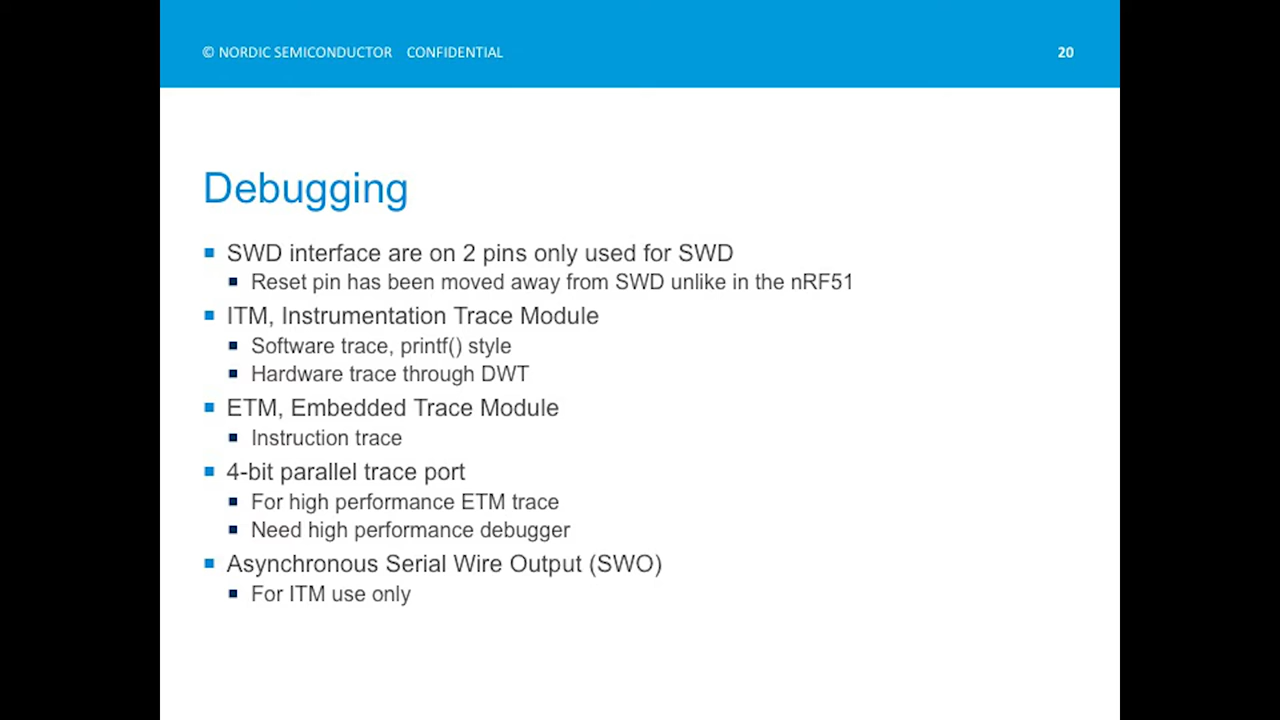 © NORDIC SEMICONDUCTOR CONFIDENTIAL 20
Debugging
SWD interface are on 2 pins only used for SWD
Reset pin has been moved away from SWD unlike in the nRF51
ITM, Instrumentation Trace Module
Software trace, printf() style
Hardware trace through DWT
ETM, Embedded Trace Module
Instruction trace
4-bit parallel trace port
For high performance ETM trace
Need high performance debugger
Asynchronous Serial Wire Output (SWO)
For ITM use only